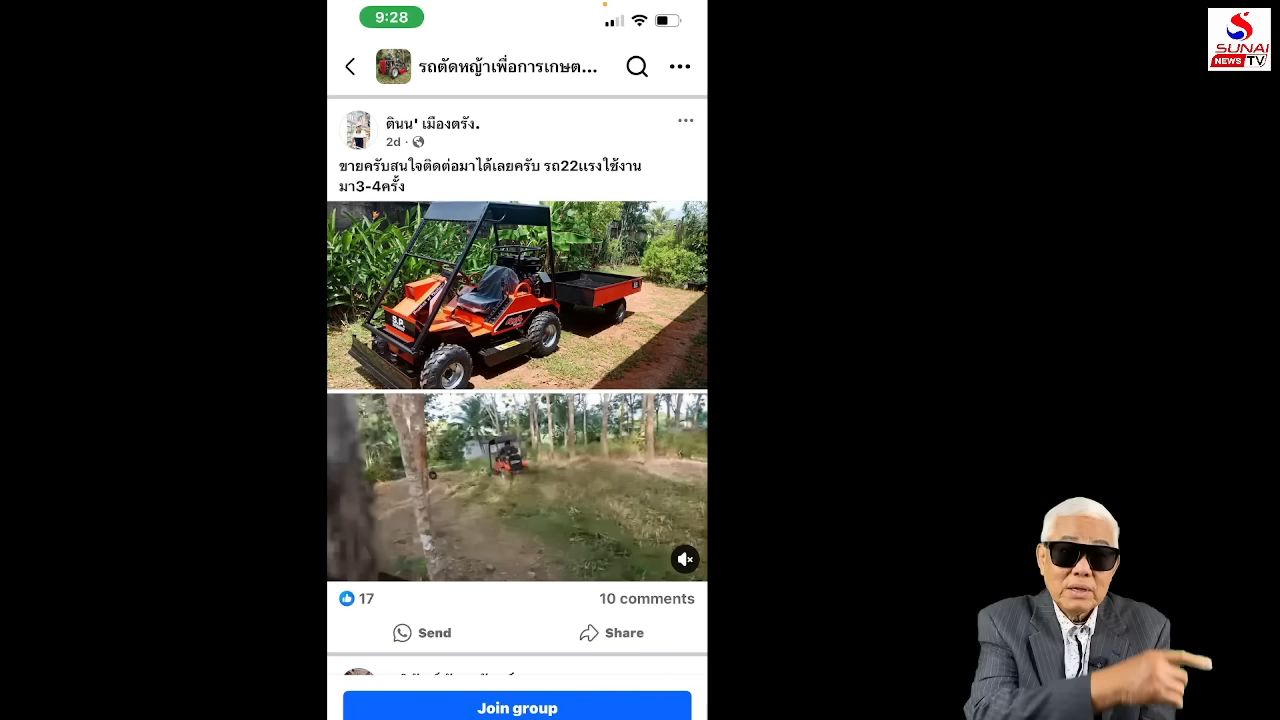 9:28
รถตัดหญ้าเพื่อการเกษต...
ตินน' เมืองตรัง.
2d
ขายครับสนใจติดต่อมาได้เลยครับ รถ22แรงใช้งาน
มา3-4ครั้ง
S.P
17
10 comments
Send
Share
Join group
SUNAI
NEWS TV